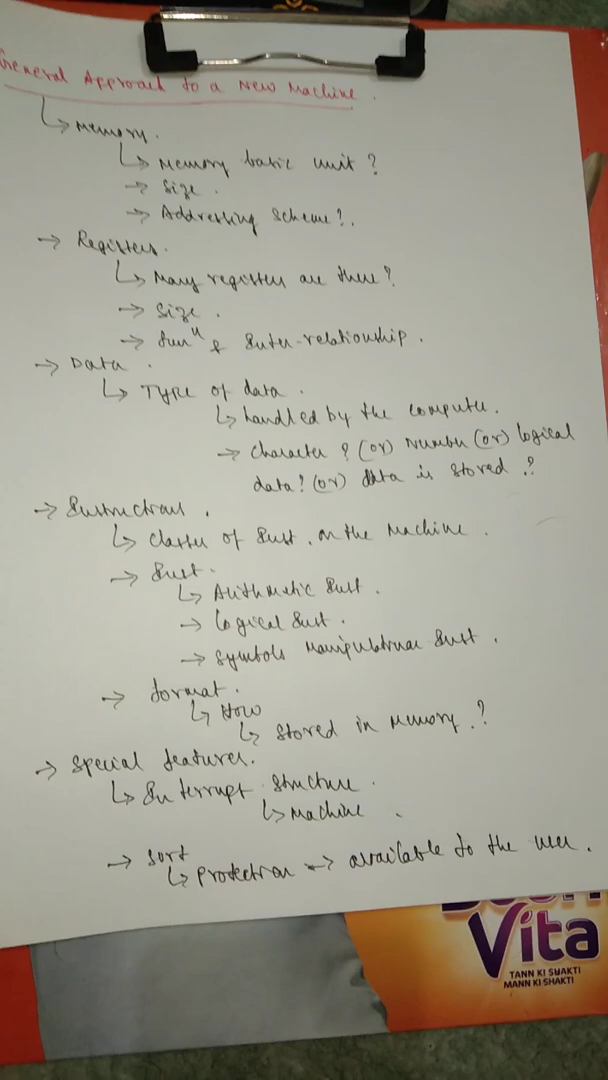 General Approach to a New Machine.
↳ Memory.
↳ Memory basic unit?
→ Size.
→ Addressing scheme?.
→ Registers.
↳ Many registers are there?
→ Size.
→ Funⁿ & Inter-relationship.
→ Data.
↳ Type of data.
↳ handled by the computer.
→ character ? (or) Number (or) logical
data? (or) data is stored ?
→ Instructions.
↳ classes of Inst. on the Machine.
→ Inst.
↳ Arithmetic Inst.
→ logical Inst.
→ symbols Manipulational Inst.
→ format.
↳ How
↳ stored in Memory.?
→ special features.
↳ Interrupt structure.
↳ Machine.
→ sort
↳ protection → available to the user.
Vita
TANN KI SHAKTI
MANN KI SHAKTI